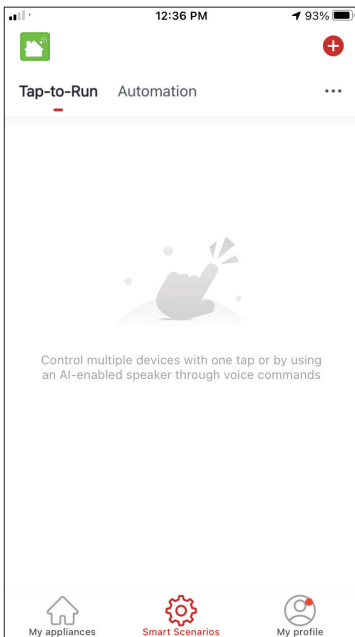 12:36 PM
93%
Tap-to-Run Automation
Control multiple devices with one tap or by using
an AI-enabled speaker through voice commands
My appliances Smart Scenarios My profile